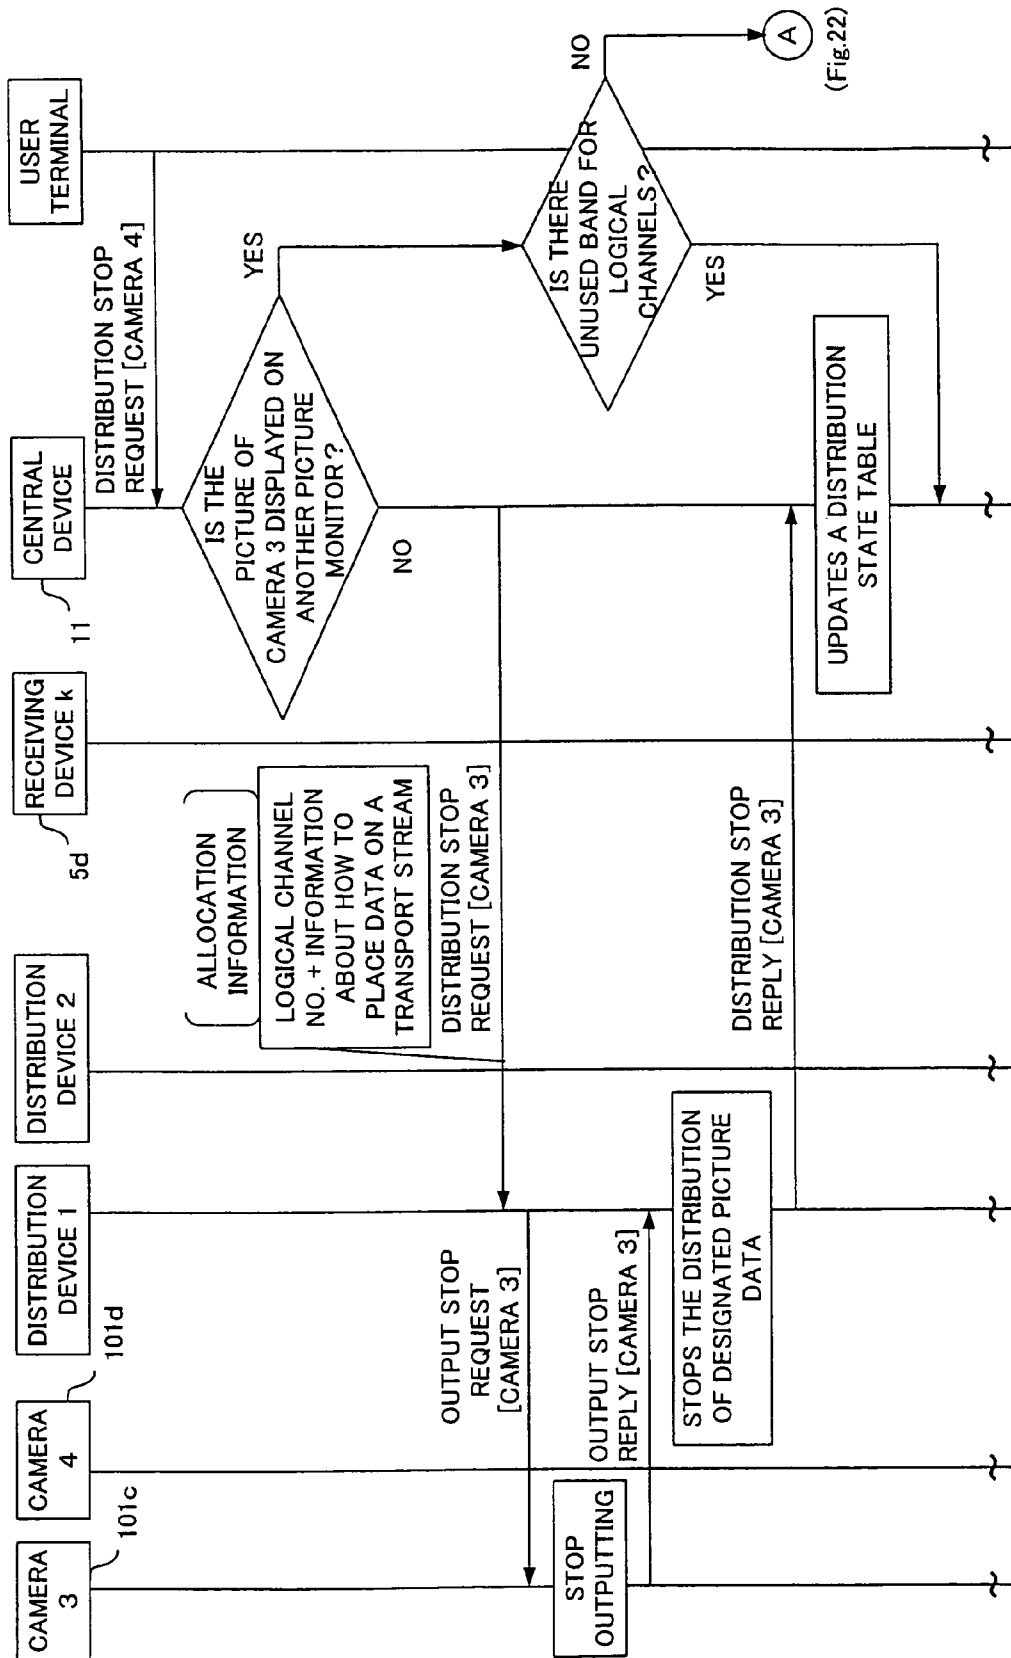 CAMERA
3
101c
CAMERA
4
101d
DISTRIBUTION
DEVICE 1
DISTRIBUTION
DEVICE 2
RECEIVING
DEVICE k
5d
CENTRAL
DEVICE
11
USER
TERMINAL
DISTRIBUTION STOP
REQUEST [CAMERA 4]
IS THE
PICTURE OF
CAMERA 3 DISPLAYED ON
ANOTHER PICTURE
MONITOR?
YES
NO
ALLOCATION
INFORMATION
LOGICAL CHANNEL
NO. + INFORMATION
ABOUT HOW TO
PLACE DATA ON A
TRANSPORT STREAM
DISTRIBUTION STOP
REQUEST [CAMERA 3]
OUTPUT STOP
REQUEST
[CAMERA 3]
STOP
OUTPUTTING
OUTPUT STOP
REPLY [CAMERA 3]
STOPS THE DISTRIBUTION
OF DESIGNATED PICTURE
DATA
DISTRIBUTION STOP
REPLY [CAMERA 3]
IS THERE
UNUSED BAND FOR
LOGICAL
CHANNELS?
NO
YES
A
(Fig.22)
UPDATES A DISTRIBUTION
STATE TABLE